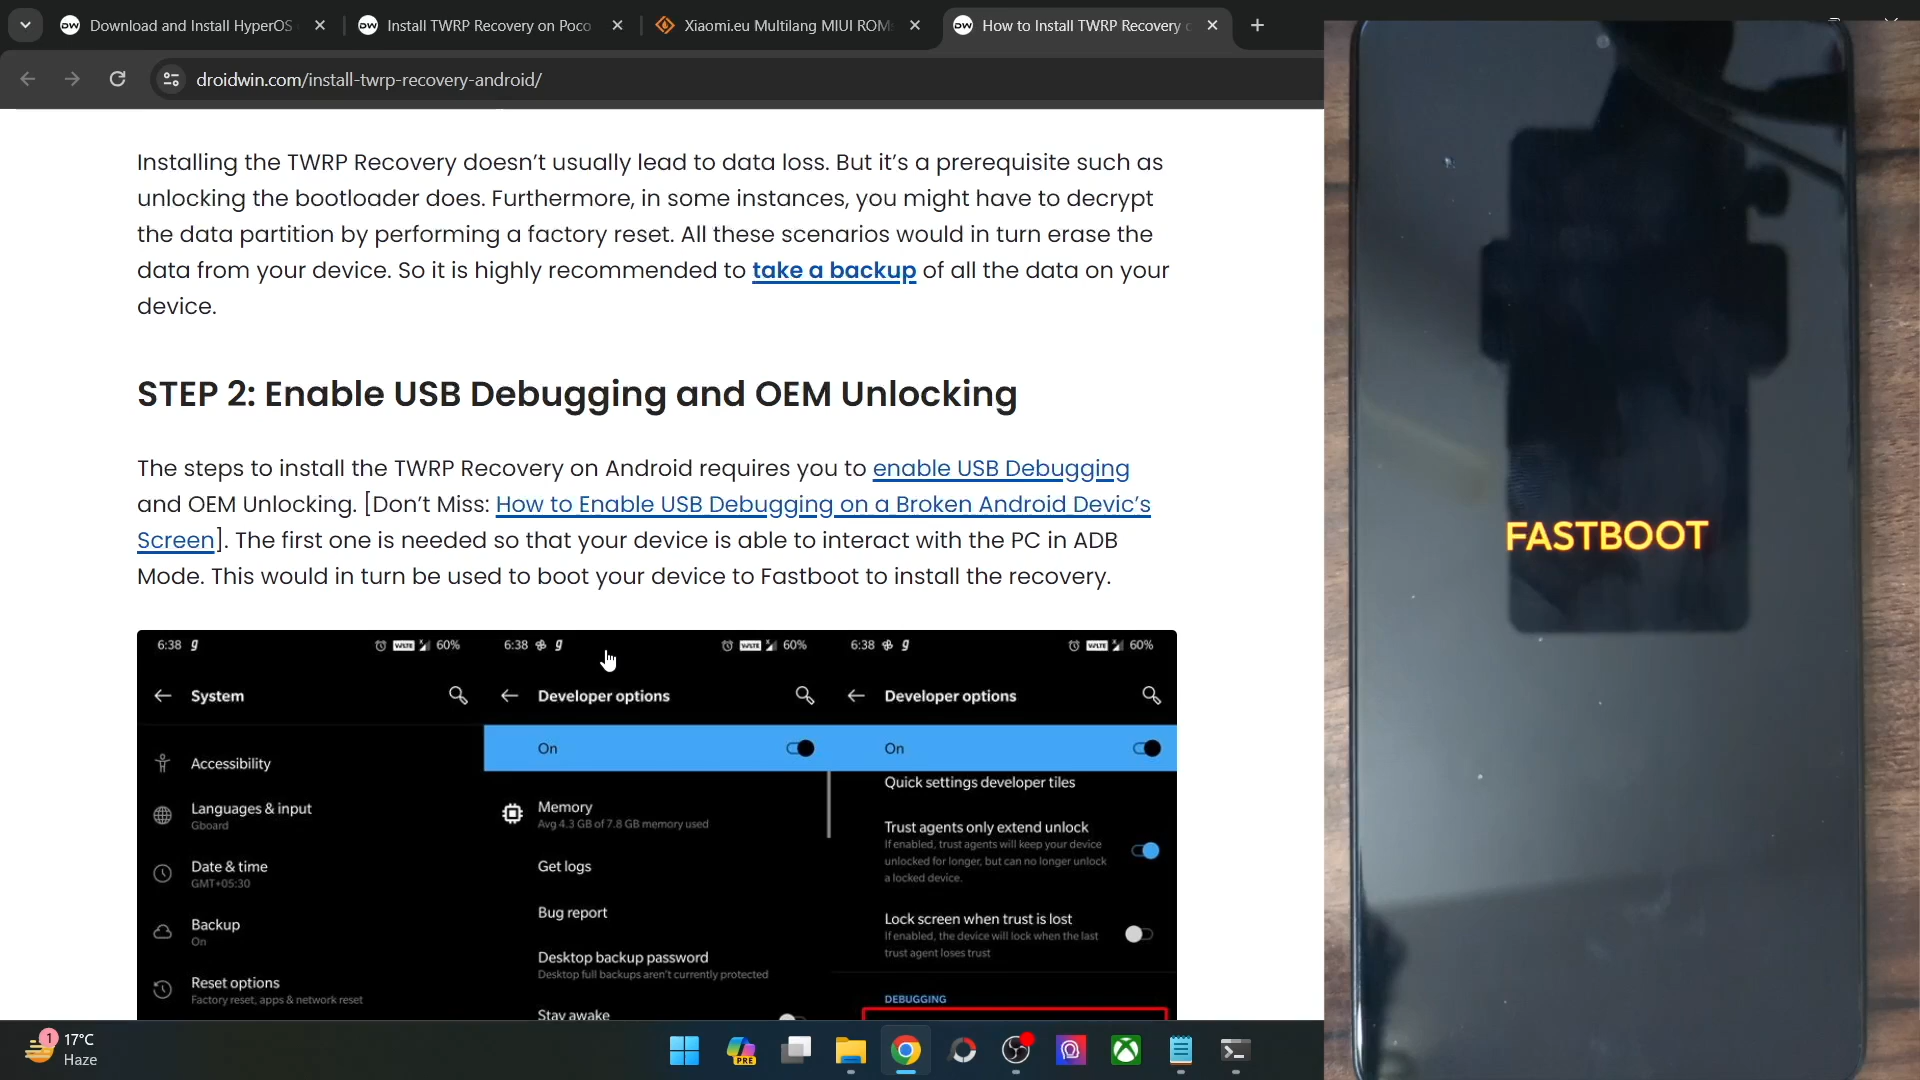 Download and Install HyperOS
Install TWRP Recovery on Poco
Xiaomi.eu Multilang MIUI ROM
How to Install TWRP Recovery
droidwin.com/install-twrp-recovery-android/
Installing the TWRP Recovery doesn't usually lead to data loss. But it's a prerequisite such as
unlocking the bootloader does. Furthermore, in some instances, you might have to decrypt
the data partition by performing a factory reset. All these scenarios would in turn erase the
data from your device. So it is highly recommended to take a backup of all the data on your
device.
STEP 2: Enable USB Debugging and OEM Unlocking
The steps to install the TWRP Recovery on Android requires you to enable USB Debugging
and OEM Unlocking. [Don't Miss: How to Enable USB Debugging on a Broken Android Devic's
Screen]. The first one is needed so that your device is able to interact with the PC in ADB
Mode. This would in turn be used to boot your device to Fastboot to install the recovery.
6:38 g VoLTE 60%
System
Accessibility
Languages & input
Gboard
Date & time
GMT+05:30
Backup
On
Reset options
Factory reset, apps & network reset
6:38 g VoLTE 60%
Developer options
On
Memory
Avg 4.3 GB of 7.8 GB memory used
Get logs
Bug report
Desktop backup password
Desktop full backups aren't currently protected
Stay awake
6:38 g VoLTE 60%
Developer options
On
Quick settings developer tiles
Trust agents only extend unlock
If enabled, trust agents will keep your device
unlocked for longer, but can no longer unlock
a locked device.
Lock screen when trust is lost
If enabled, the device will lock when the last
trust agent loses trust
DEBUGGING
FASTBOOT
1
17°C
Haze
PRE